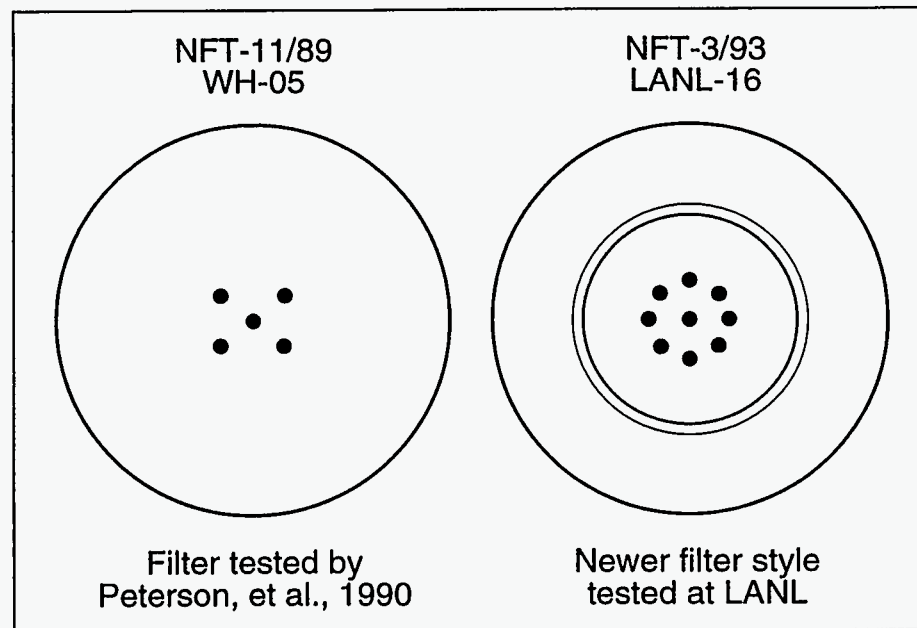 NFT-11/89
WH-05
NFT-3/93
LANL-16
Filter tested by
Peterson, et al., 1990
Newer filter style
tested at LANL